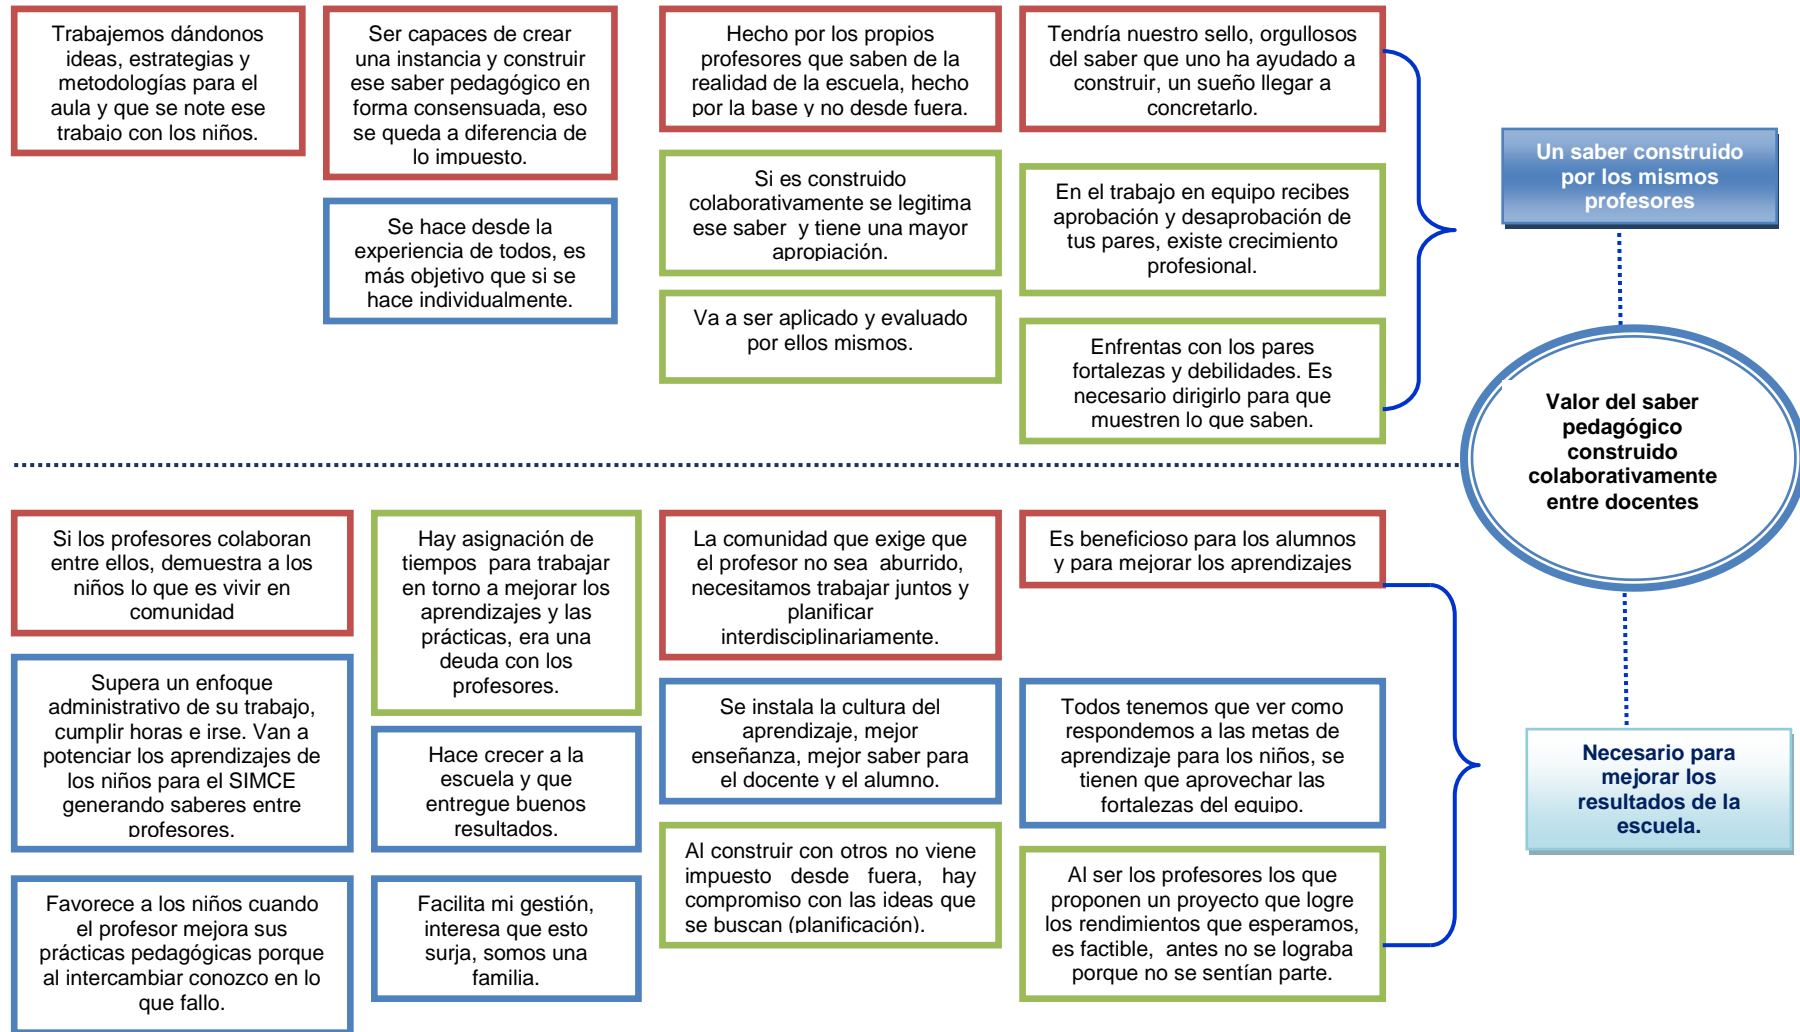 Trabajemos dándonos
ideas, estrategias y
metodologías para el
aula y que se note ese
trabajo con los niños.
Ser capaces de crear
una instancia y construir
ese saber pedagógico en
forma consensuada, eso
se queda a diferencia de
lo impuesto.
Se hace desde la
experiencia de todos, es
más objetivo que si se
hace individualmente.
Hecho por los propios
profesores que saben de la
realidad de la escuela, hecho
por la base y no desde fuera.
Si es construido
colaborativamente se legitima
ese saber y tiene una mayor
apropiación.
Va a ser aplicado y evaluado
por ellos mismos.
Tendría nuestro sello, orgullosos
del saber que uno ha ayudado a
construir, un sueño llegar a
concretarlo.
En el trabajo en equipo recibes
aprobación y desaprobación de
tus pares, existe crecimiento
profesional.
Enfrentas con los pares
fortalezas y debilidades. Es
necesario dirigirlo para que
muestren lo que saben.
Un saber construido
por los mismos
profesores
Valor del saber
pedagógico
construido
colaborativamente
entre docentes
Si los profesores colaboran
entre ellos, demuestra a los
niños lo que es vivir en
comunidad
Supera un enfoque
administrativo de su trabajo,
cumplir horas e irse. Van a
potenciar los aprendizajes de
los niños para el SIMCE
generando saberes entre
profesores.
Favorece a los niños cuando
el profesor mejora sus
prácticas pedagógicas porque
al intercambiar conozco en lo
que fallo.
Hay asignación de
tiempos para trabajar
en torno a mejorar los
aprendizajes y las
prácticas, era una
deuda con los
profesores.
Hace crecer a la
escuela y que
entregue buenos
resultados.
Facilita mi gestión,
interesa que esto
surja, somos una
familia.
La comunidad que exige que
el profesor no sea aburrido,
necesitamos trabajar juntos y
planificar
interdisciplinariamente.
Se instala la cultura del
aprendizaje, mejor
enseñanza, mejor saber para
el docente y el alumno.
Al construir con otros no viene
impuesto desde fuera, hay
compromiso con las ideas que
se buscan (planificación).
Es beneficioso para los alumnos
y para mejorar los aprendizajes
Todos tenemos que ver como
respondemos a las metas de
aprendizaje para los niños, se
tienen que aprovechar las
fortalezas del equipo.
Al ser los profesores los que
proponen un proyecto que logre
los rendimientos que esperamos,
es factible, antes no se lograba
porque no se sentían parte.
Necesario para
mejorar los
resultados de la
escuela.